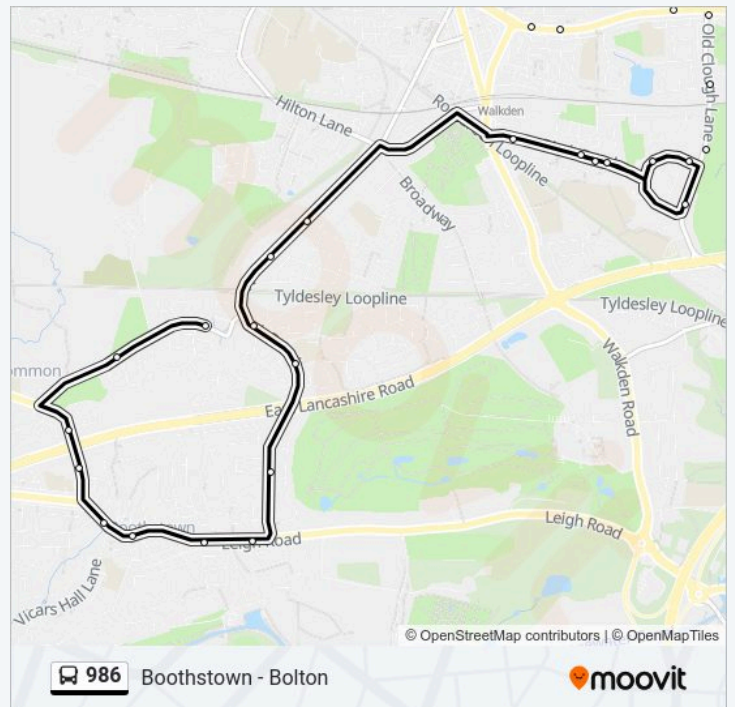 Old Clough Lane
Hilton Lane
Walkden
Loopline
Broadway
Tyldesley Loopline
Tyldesley Loopline
ommon
Walkden Road
East Lancashire Road
Leigh Road
Leigh Road
Vicars Hall Lane
© OpenStreetMap contributors | © OpenMapTiles
986 Boothstown - Bolton
moovit